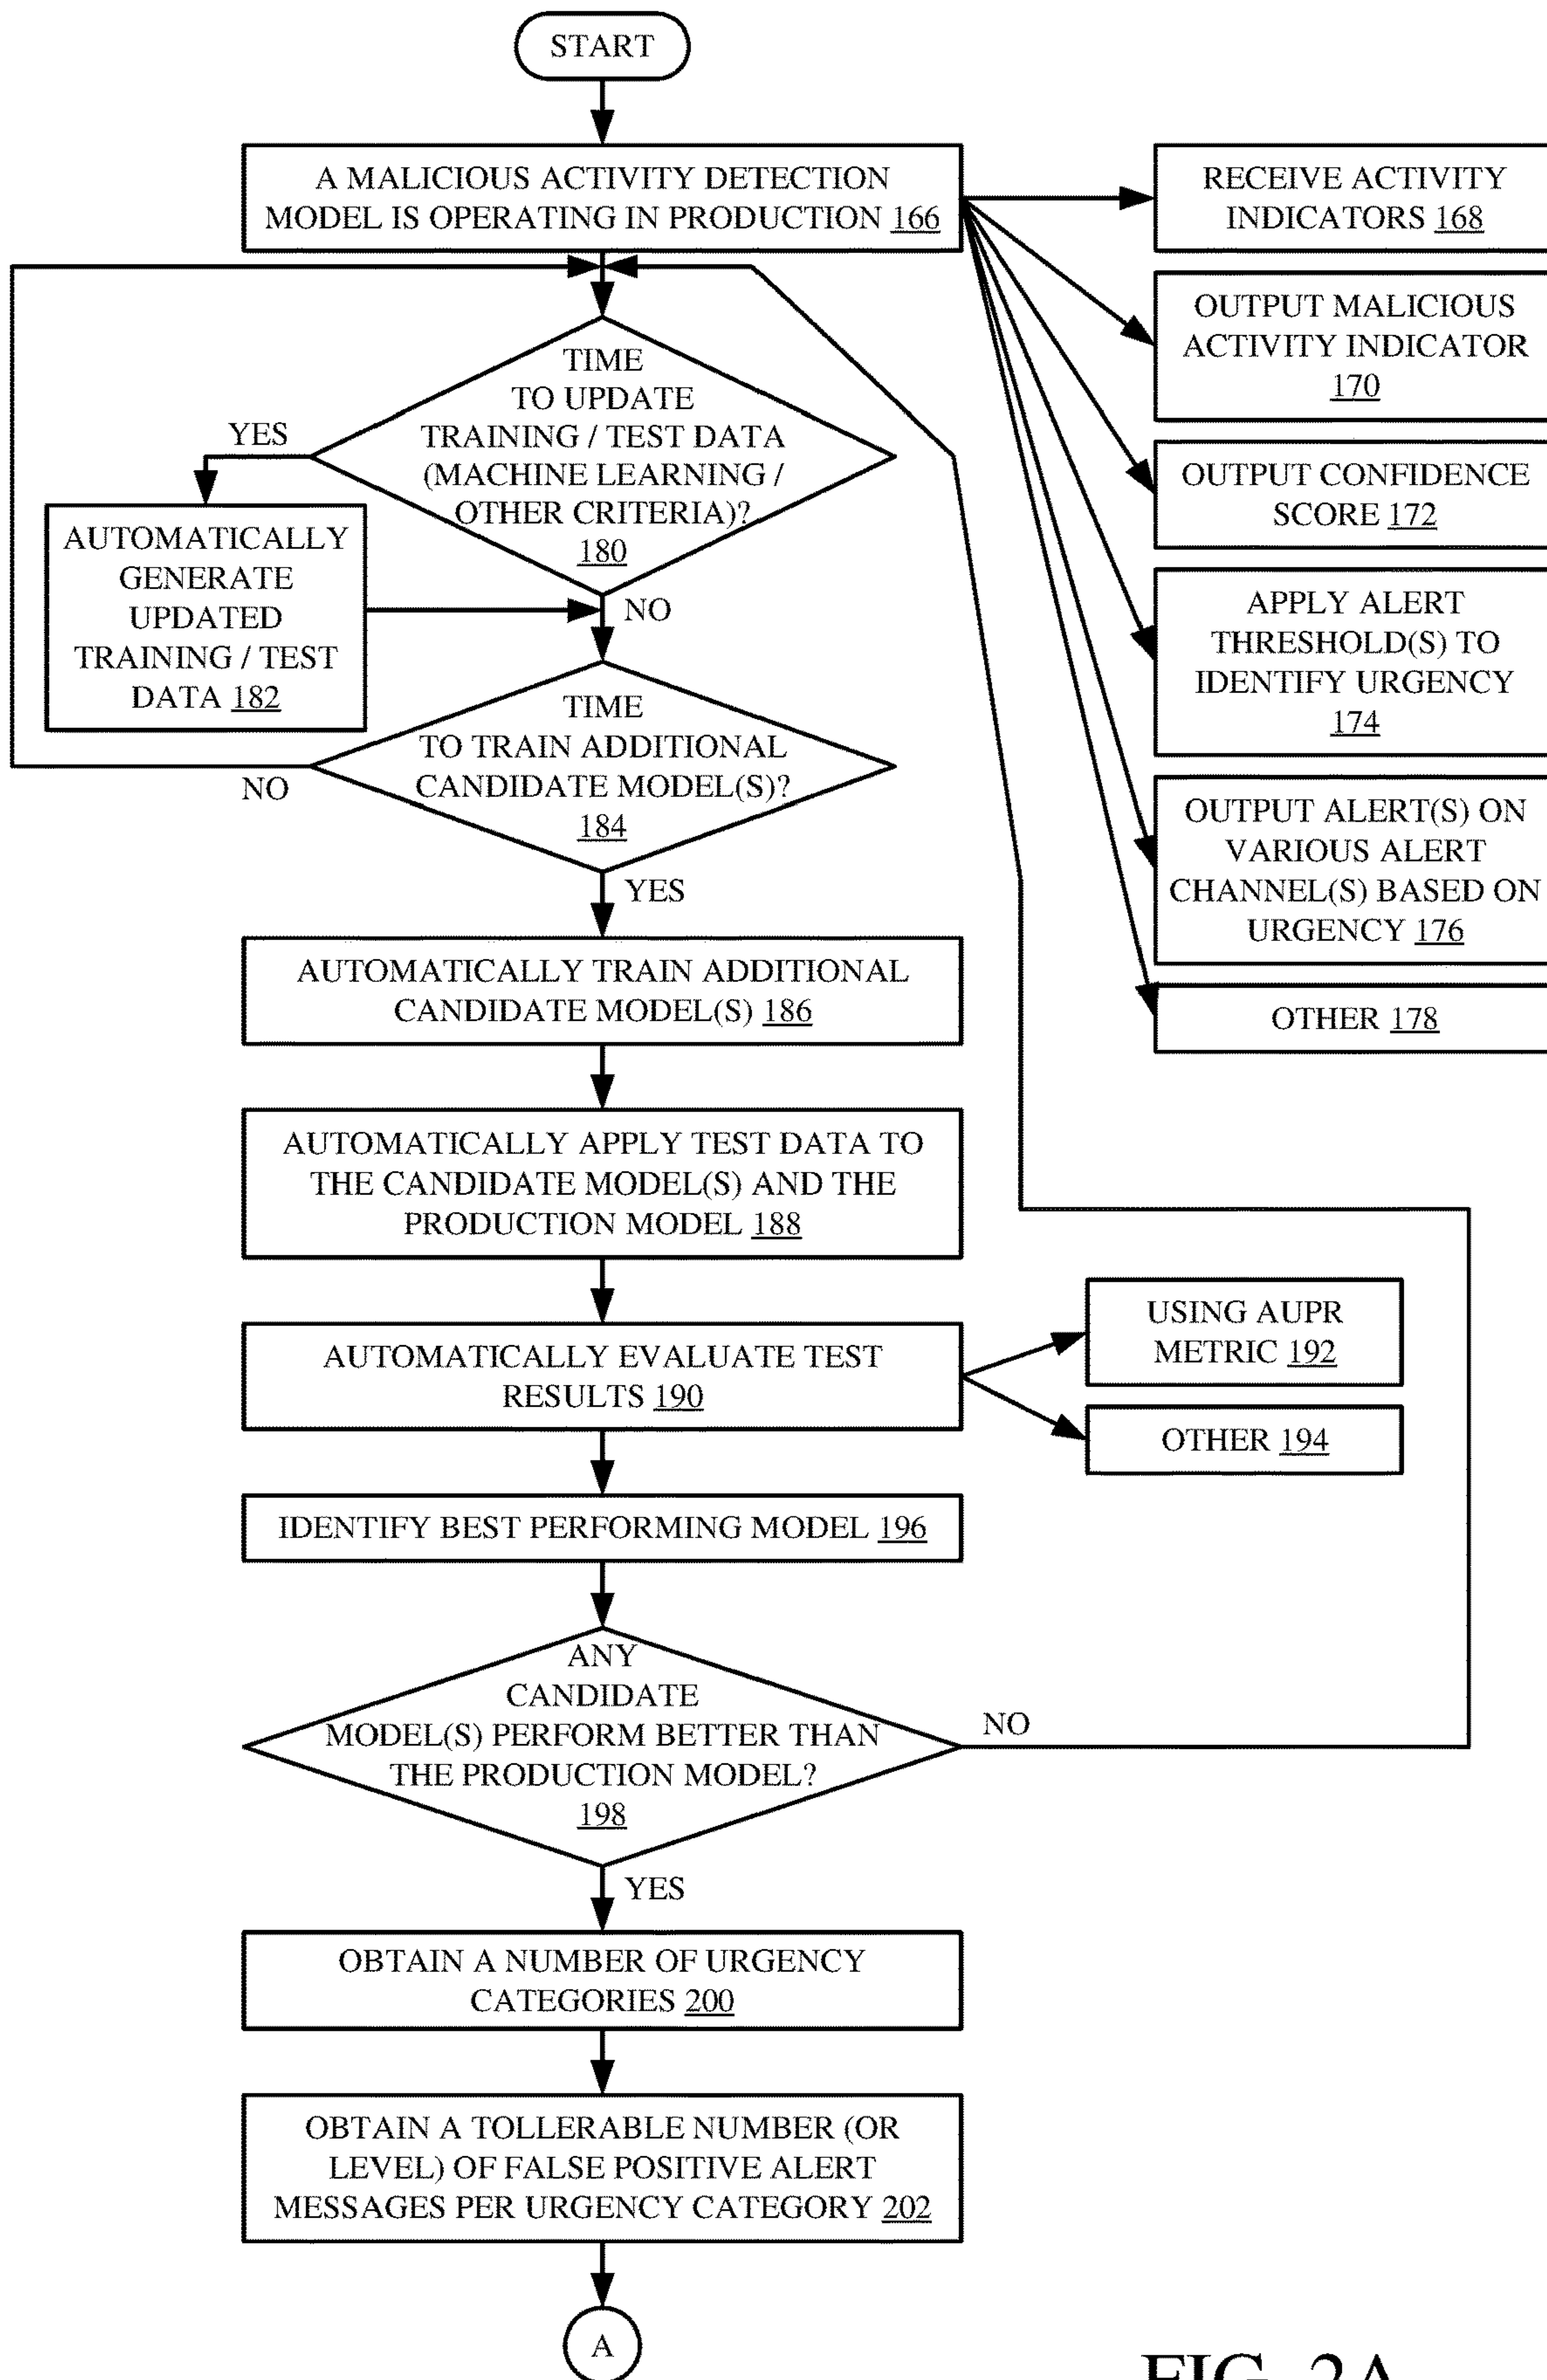 START
A MALICIOUS ACTIVITY DETECTION
MODEL IS OPERATING IN PRODUCTION 166
RECEIVE ACTIVITY
INDICATORS 168
OUTPUT MALICIOUS
ACTIVITY INDICATOR
170
OUTPUT CONFIDENCE
SCORE 172
APPLY ALERT
THRESHOLD(S) TO
IDENTIFY URGENCY
174
OUTPUT ALERT(S) ON
VARIOUS ALERT
CHANNEL(S) BASED ON
URGENCY 176
OTHER 178
TIME
TO UPDATE
TRAINING / TEST DATA
(MACHINE LEARNING /
OTHER CRITERIA)?
180
YES
NO
AUTOMATICALLY
GENERATE
UPDATED
TRAINING / TEST
DATA 182
TIME
TO TRAIN ADDITIONAL
CANDIDATE MODEL(S)?
184
NO
YES
AUTOMATICALLY TRAIN ADDITIONAL
CANDIDATE MODEL(S) 186
AUTOMATICALLY APPLY TEST DATA TO
THE CANDIDATE MODEL(S) AND THE
PRODUCTION MODEL 188
AUTOMATICALLY EVALUATE TEST
RESULTS 190
USING AUPR
METRIC 192
OTHER 194
IDENTIFY BEST PERFORMING MODEL 196
ANY
CANDIDATE
MODEL(S) PERFORM BETTER THAN
THE PRODUCTION MODEL?
198
NO
YES
OBTAIN A NUMBER OF URGENCY
CATEGORIES 200
OBTAIN A TOLLERABLE NUMBER (OR
LEVEL) OF FALSE POSITIVE ALERT
MESSAGES PER URGENCY CATEGORY 202
A
FIG. 2A